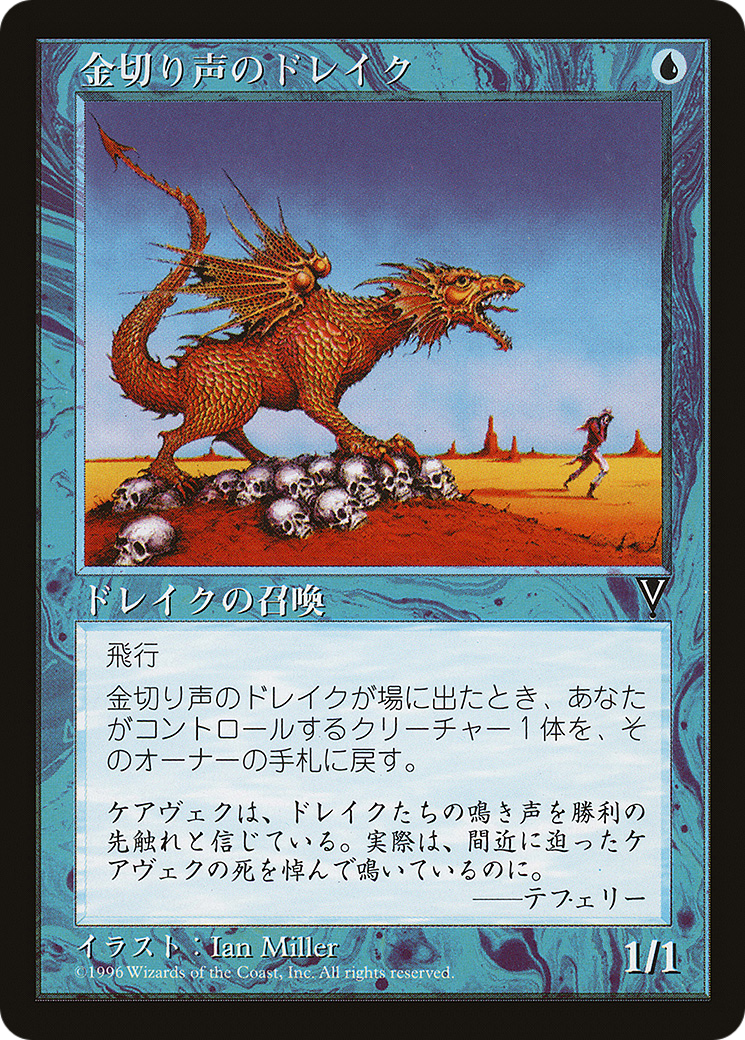 金切り声のドレイク
ドレイクの召喚
飛行
金切り声のドレイクが場に出たとき、あなた
がコントロールするクリーチャー1体を、そ
のオーナーの手札に戻す。
ケアヴェクは、ドレイクたちの鳴き声を勝利の
先触れと信じている。実際は、間近に迫ったケ
アヴェクの死を悼んで鳴いているのに。
──テフェリー
イラスト：Ian Miller
1/1
©1996 Wizards of the Coast, Inc. All rights reserved.